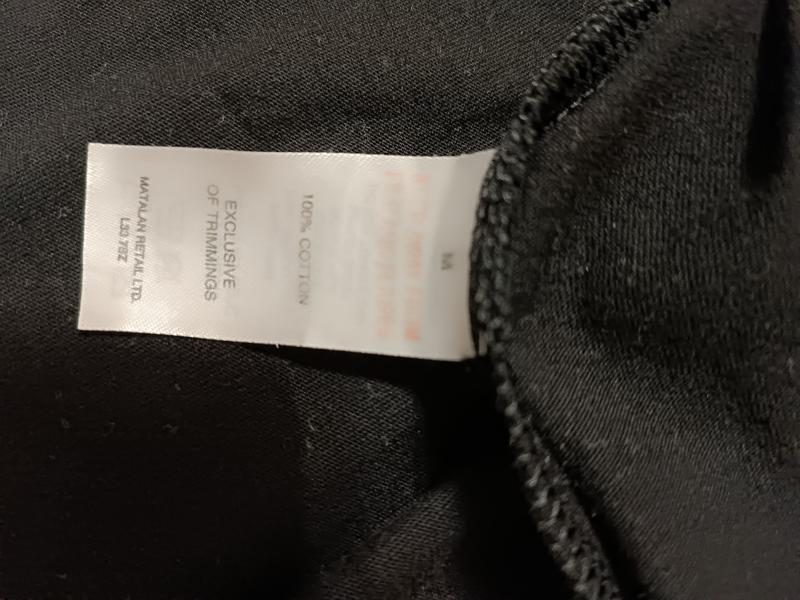 M
100% COTTON
EXCLUSIVE
OF TRIMMINGS
MATALAN RETAIL LTD.
L33 7SZ